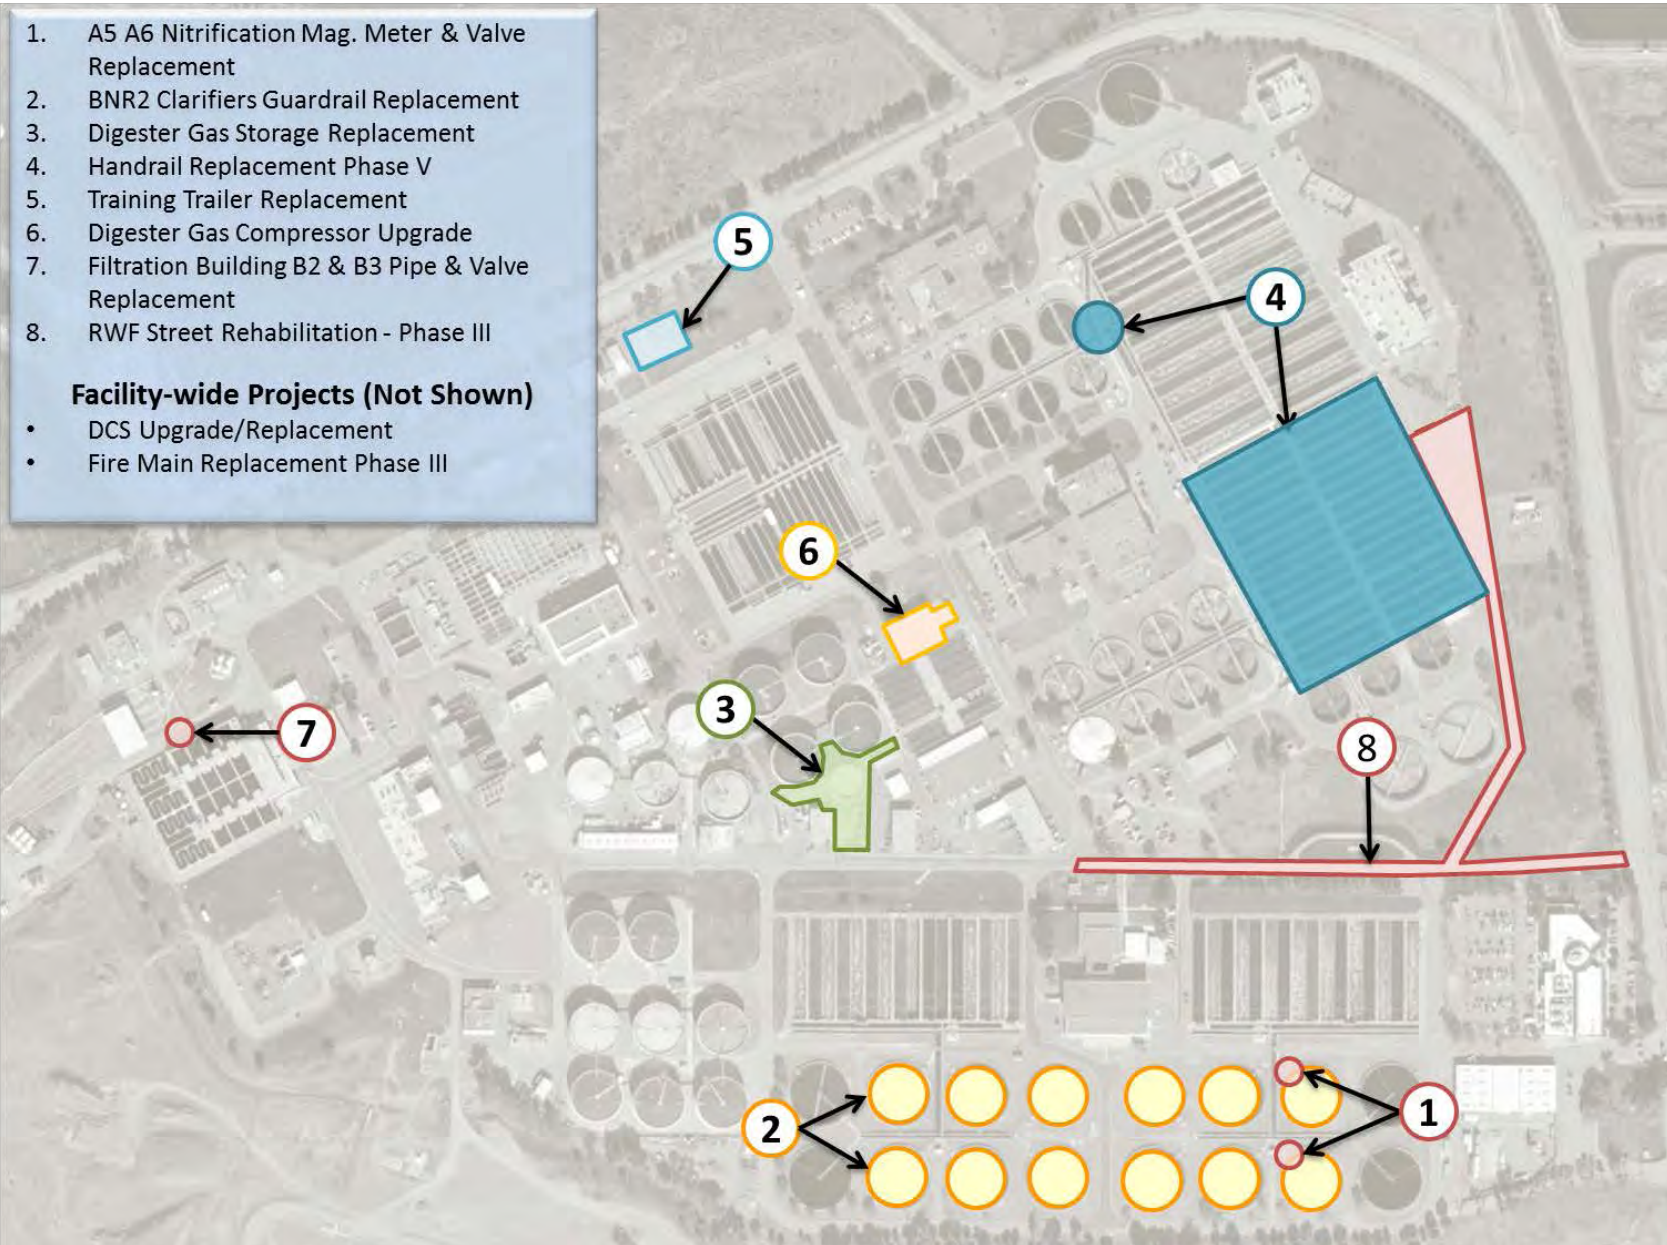 1. A5 A6 Nitrification Mag. Meter & Valve
Replacement
2. BNR2 Clarifiers Guardrail Replacement
3. Digester Gas Storage Replacement
4. Handrail Replacement Phase V
5. Training Trailer Replacement
6. Digester Gas Compressor Upgrade
7. Filtration Building B2 & B3 Pipe & Valve
Replacement
8. RWF Street Rehabilitation - Phase III
Facility-wide Projects (Not Shown)
• DCS Upgrade/Replacement
• Fire Main Replacement Phase III
5
4
6
3
7
8
2
1